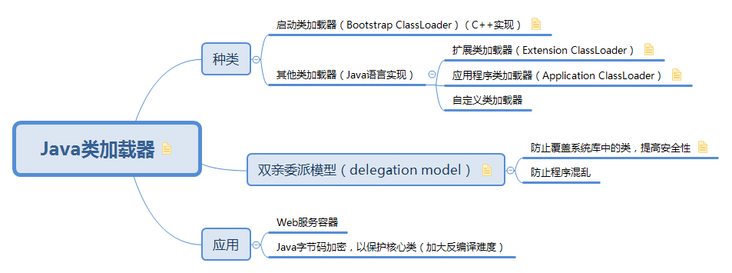 Java类加载器
种类
启动类加载器（Bootstrap ClassLoader）（C++实现）
其他类加载器（Java语言实现）
扩展类加载器（Extension ClassLoader）
应用程序类加载器（Application ClassLoader）
自定义类加载器
双亲委派模型（delegation model）
防止覆盖系统库中的类，提高安全性
防止程序混乱
应用
Web服务容器
Java字节码加密，以保护核心类（加大反编译难度）